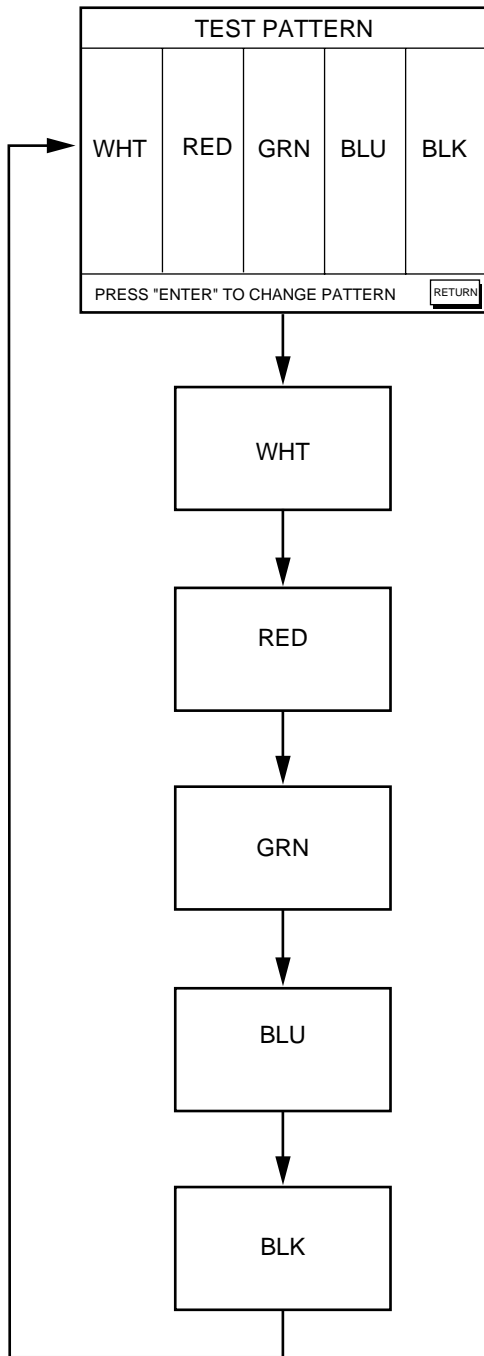 TEST PATTERN
WHT RED GRN BLU BLK
PRESS "ENTER" TO CHANGE PATTERN RETURN
WHT
RED
GRN
BLU
BLK